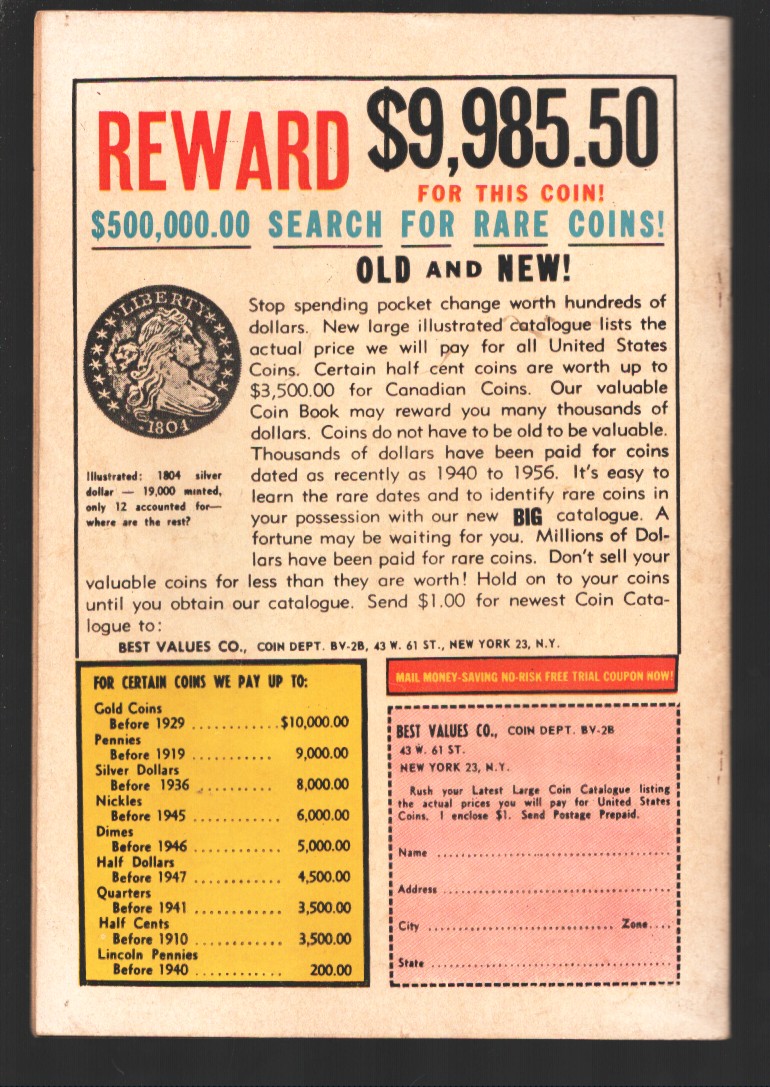 REWARD $9,985.50
FOR THIS COIN!
$500,000.00 SEARCH FOR RARE COINS!
OLD AND NEW!
LIBERTY
1804
Illustrated: 1804 silver
dollar — 19,000 minted,
only 12 accounted for—
where are the rest?
Stop spending pocket change worth hundreds of
dollars. New large illustrated catalogue lists the
actual price we will pay for all United States
Coins. Certain half cent coins are worth up to
$3,500.00 for Canadian Coins. Our valuable
Coin Book may reward you many thousands of
dollars. Coins do not have to be old to be valuable.
Thousands of dollars have been paid for coins
dated as recently as 1940 to 1956. It's easy to
learn the rare dates and to identify rare coins in
your possession with our new BIG catalogue. A
fortune may be waiting for you. Millions of Dol-
lars have been paid for rare coins. Don't sell your
valuable coins for less than they are worth! Hold on to your coins
until you obtain our catalogue. Send $1.00 for newest Coin Cata-
logue to:
BEST VALUES CO., COIN DEPT. BV-2B, 43 W. 61 ST., NEW YORK 23, N.Y.
FOR CERTAIN COINS WE PAY UP TO:
Gold Coins
Before 1929 ............$10,000.00
Pennies
Before 1919 ............ 9,000.00
Silver Dollars
Before 1936 ............ 8,000.00
Nickles
Before 1945 ............ 6,000.00
Dimes
Before 1946 ............ 5,000.00
Half Dollars
Before 1947 ............ 4,500.00
Quarters
Before 1941 ............ 3,500.00
Half Cents
Before 1910 ............ 3,500.00
Lincoln Pennies
Before 1940 ............ 200.00
MAIL MONEY-SAVING NO-RISK FREE TRIAL COUPON NOW!
BEST VALUES CO., COIN DEPT. BV-2B
43 W. 61 ST.
NEW YORK 23, N.Y.
Rush your Latest Large Coin Catalogue listing
the actual prices you will pay for United States
Coins. I enclose $1. Send Postage Prepaid.
Name ........................................
Address ........................................
City ................................ Zone....
State ........................................